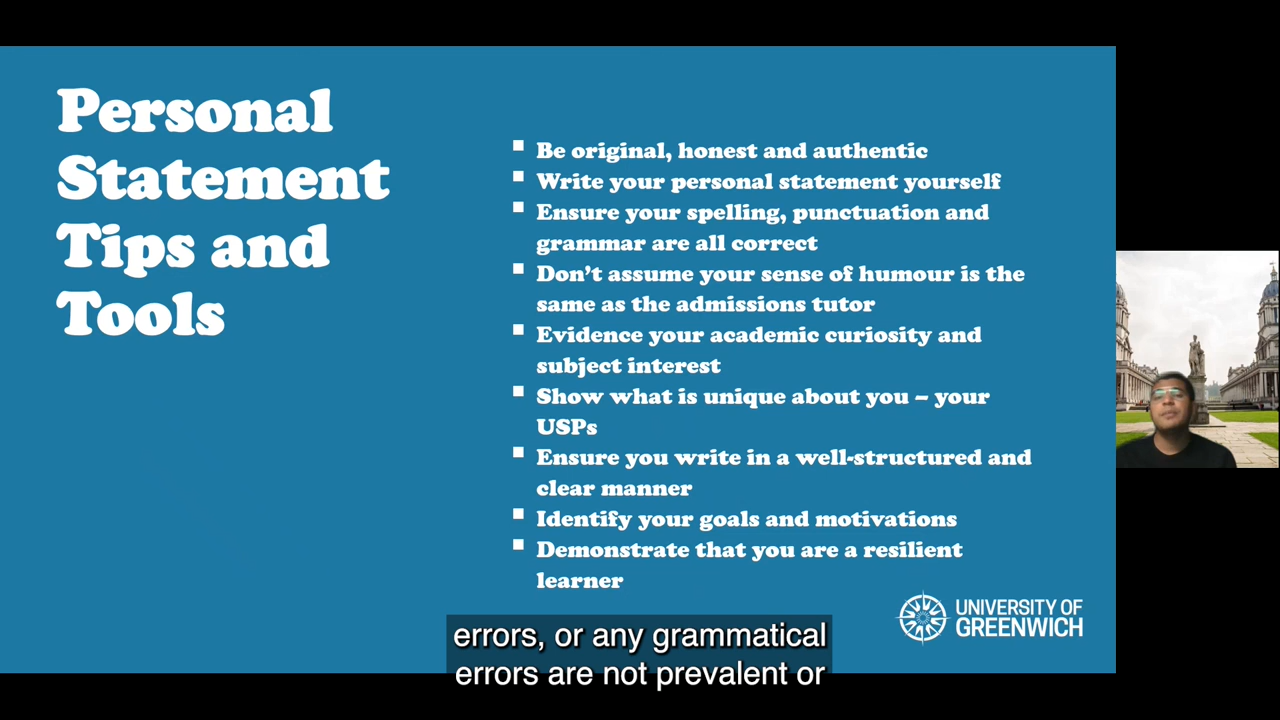 Personal
Statement
Tips and
Tools
Be original, honest and authentic
Write your personal statement yourself
Ensure your spelling, punctuation and
grammar are all correct
Don't assume your sense of humour is the
same as the admissions tutor
Evidence your academic curiosity and
subject interest
Show what is unique about you – your
USPs
Ensure you write in a well-structured and
clear manner
Identify your goals and motivations
Demonstrate that you are a resilient
learner
UNIVERSITY OF
GREENWICH
errors, or any grammatical
errors are not prevalent or